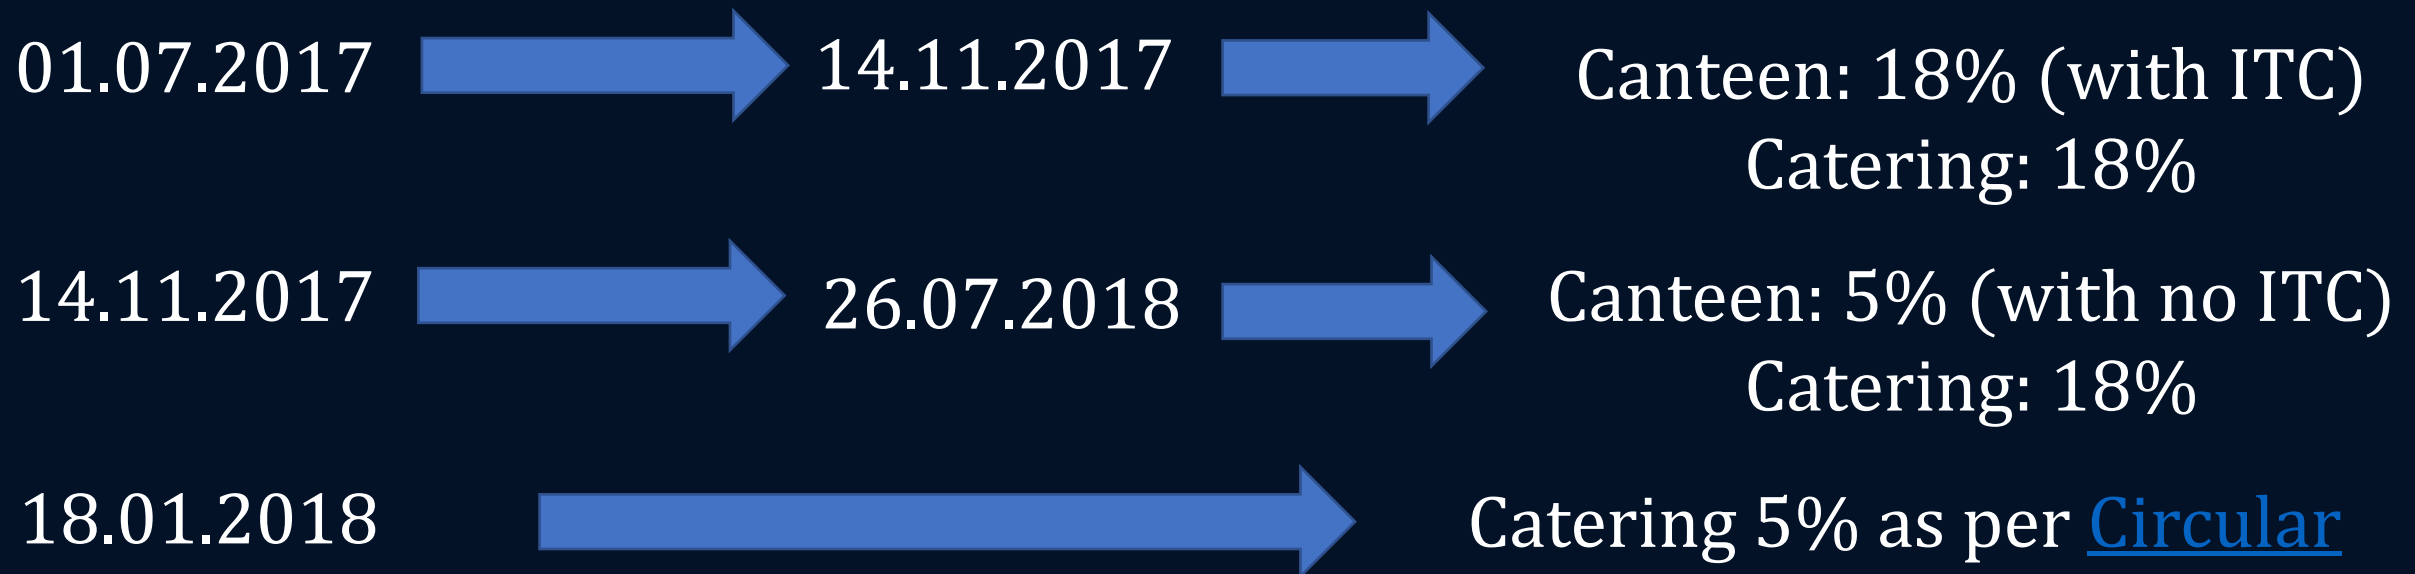 01.07.2017 14.11.2017 Canteen: 18% (with ITC)
Catering: 18%
14.11.2017 26.07.2018 Canteen: 5% (with no ITC)
Catering: 18%
18.01.2018 Catering 5% as per Circular